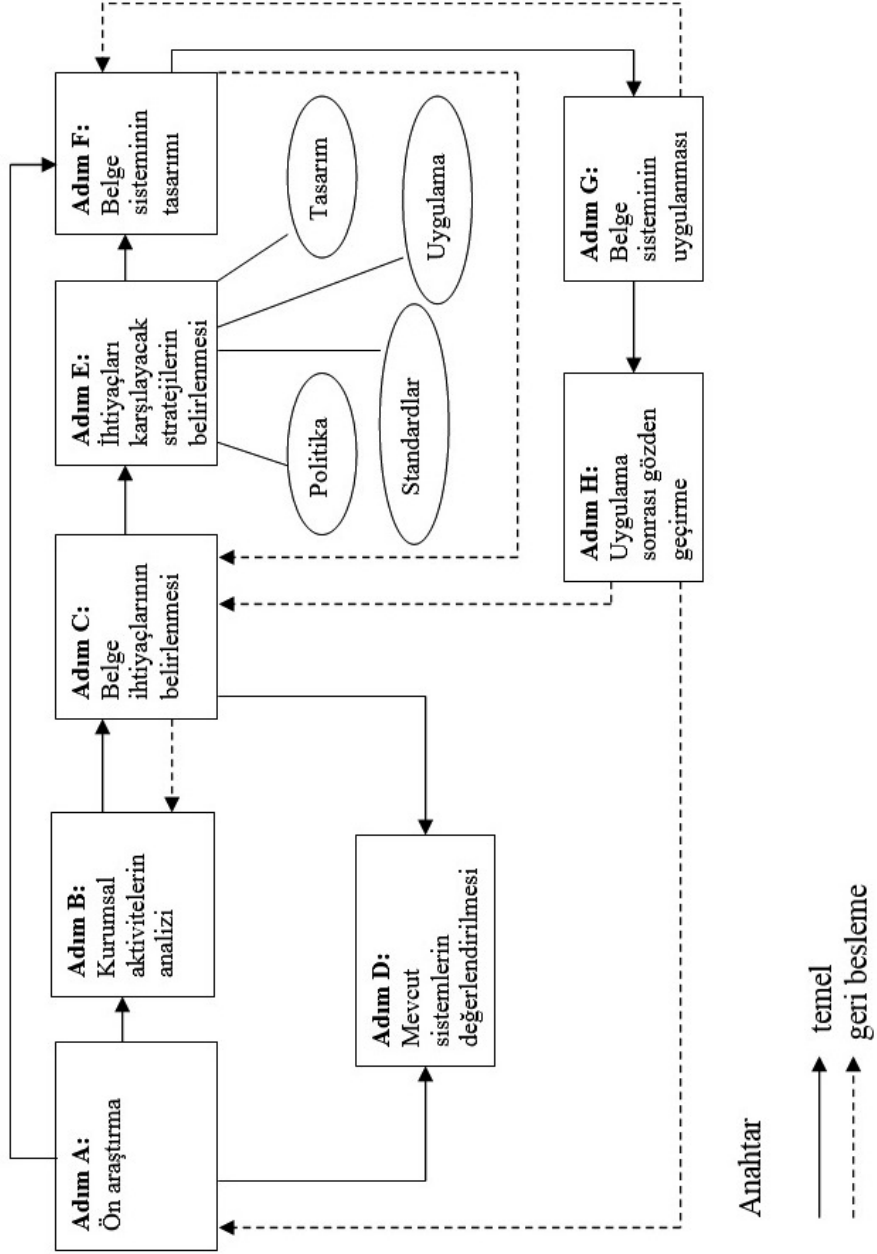 Adım A:
Ön araştırma
Adım B:
Kurumsal
aktivitelerin
analizi
Adım C:
Belge
ihtiyaçlarının
belirlenmesi
Adım D:
Mevcut
sistemlerin
değerlendirilmesi
Adım E:
İhtiyaçları
karşılayacak
stratejilerin
belirlenmesi
Adım F:
Belge
sisteminin
tasarımı
Politika
Standardlar
Tasarım
Uygulama
Adım G:
Belge
sisteminin
uygulanması
Adım H:
Uygulama
sonrası gözden
geçirme
Anahtar
temel
geri besleme